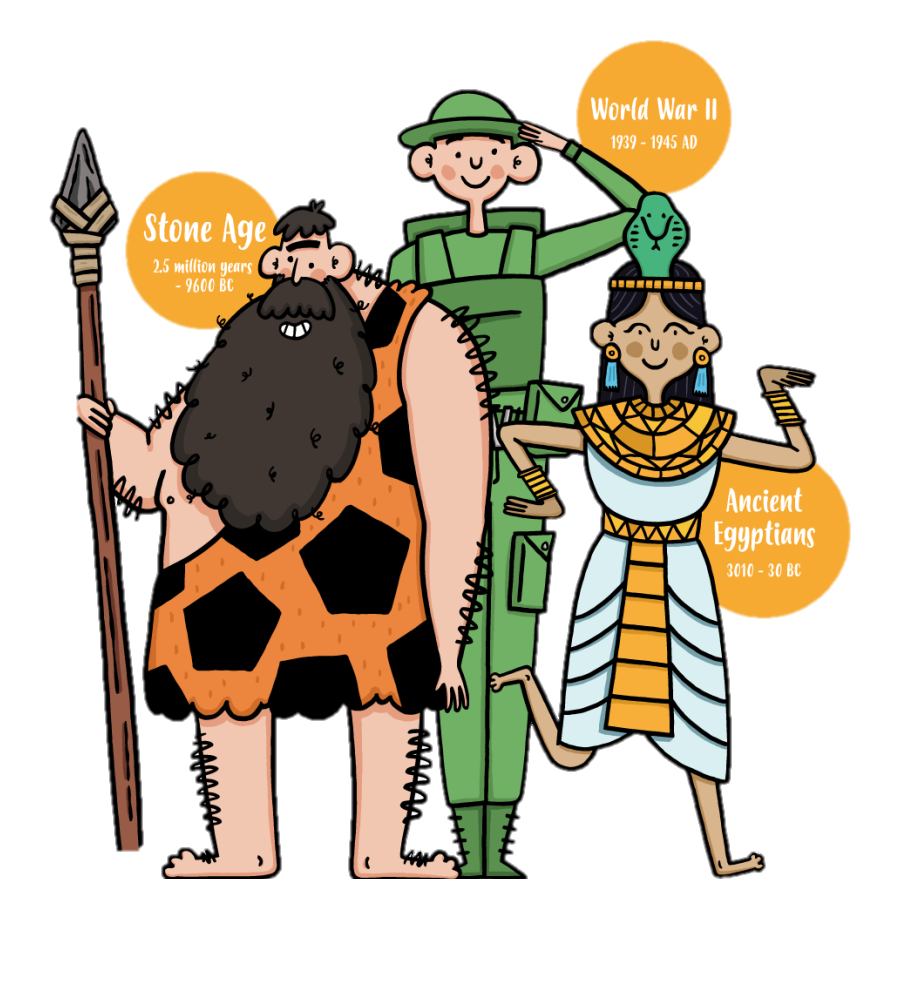 World War II
1939 - 1945 AD
Stone Age
2.5 million years
- 9600 BC
Ancient
Egyptians
3010 - 30 BC